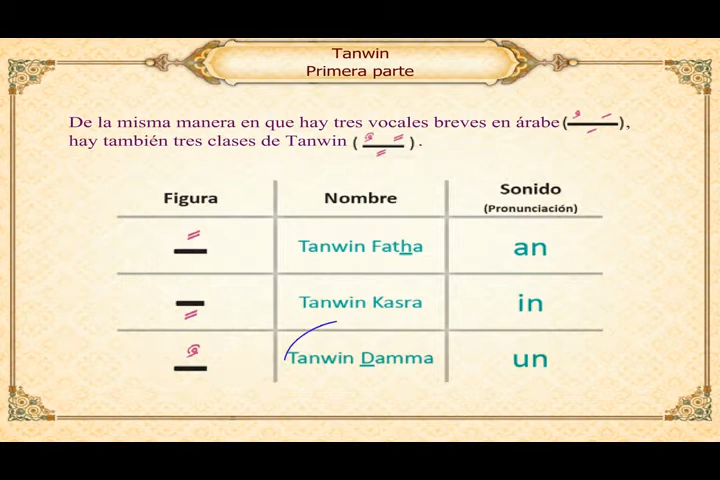 Tanwin
Primera parte
De la misma manera en que hay tres vocales breves en árabe (ـَـِـُ),
hay también tres clases de Tanwin (ـًـٍـٌ).
Figura Nombre Sonido
(Pronunciación)
ـً Tanwin Fatha an
ـٍ Tanwin Kasra in
ـٌ Tanwin Damma un